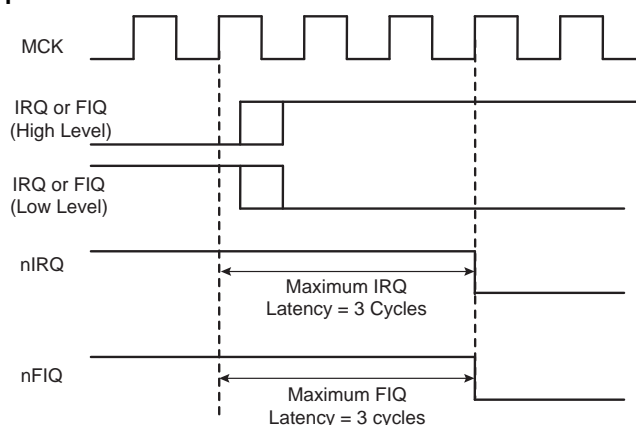 MCK
IRQ or FIQ
(High Level)
IRQ or FIQ
(Low Level)
nIRQ
Maximum IRQ
Latency = 3 Cycles
nFIQ
Maximum FIQ
Latency = 3 cycles